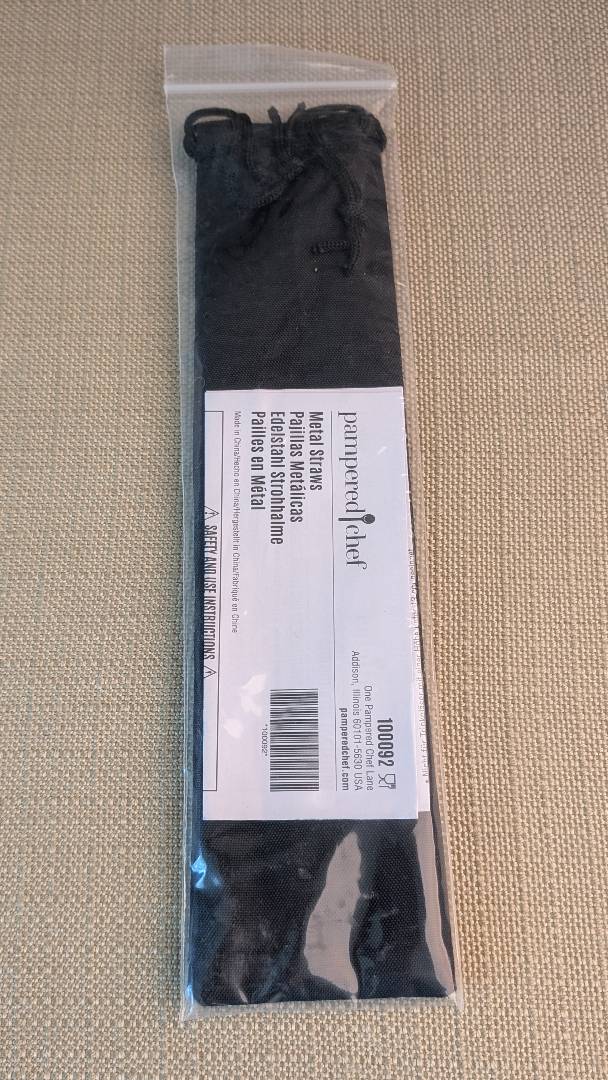 pampered chef
Metal Straws
Pajillas Metálicas
Edelstahl Strohhalme
Pailles en Métal
Made in China/Hecho en China/Hergestellt in China/Fabriqué en Chine
100092
One Pampered Chef Lane
Addison, Illinois 60101-5630 USA
pamperedchef.com
*100092*
⚠ SAFETY AND USE INSTRUCTIONS ⚠